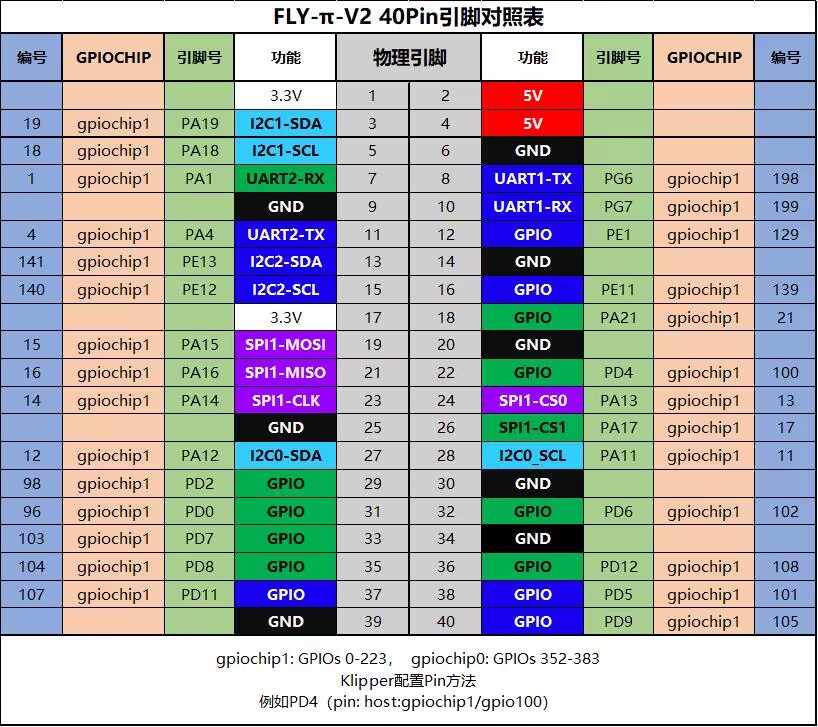 FLY-π-V2 40Pin引脚对照表
编号 GPIOCHIP 引脚号 功能 物理引脚 功能 引脚号 GPIOCHIP 编号
3.3V 1 2 5V
19 gpiochip1 PA19 I2C1-SDA 3 4 5V
18 gpiochip1 PA18 I2C1-SCL 5 6 GND
1 gpiochip1 PA1 UART2-RX 7 8 UART1-TX PG6 gpiochip1 198
GND 9 10 UART1-RX PG7 gpiochip1 199
4 gpiochip1 PA4 UART2-TX 11 12 GPIO PE1 gpiochip1 129
141 gpiochip1 PE13 I2C2-SDA 13 14 GND
140 gpiochip1 PE12 I2C2-SCL 15 16 GPIO PE11 gpiochip1 139
3.3V 17 18 GPIO PA21 gpiochip1 21
15 gpiochip1 PA15 SPI1-MOSI 19 20 GND
16 gpiochip1 PA16 SPI1-MISO 21 22 GPIO PD4 gpiochip1 100
14 gpiochip1 PA14 SPI1-CLK 23 24 SPI1-CS0 PA13 gpiochip1 13
GND 25 26 SPI1-CS1 PA17 gpiochip1 17
12 gpiochip1 PA12 I2C0-SDA 27 28 I2C0_SCL PA11 gpiochip1 11
98 gpiochip1 PD2 GPIO 29 30 GND
96 gpiochip1 PD0 GPIO 31 32 GPIO PD6 gpiochip1 102
103 gpiochip1 PD7 GPIO 33 34 GND
104 gpiochip1 PD8 GPIO 35 36 GPIO PD12 gpiochip1 108
107 gpiochip1 PD11 GPIO 37 38 GPIO PD5 gpiochip1 101
GND 39 40 GPIO PD9 gpiochip1 105
gpiochip1: GPIOs 0-223， gpiochip0: GPIOs 352-383
Klipper配置Pin方法
例如PD4（pin: host:gpiochip1/gpio100）